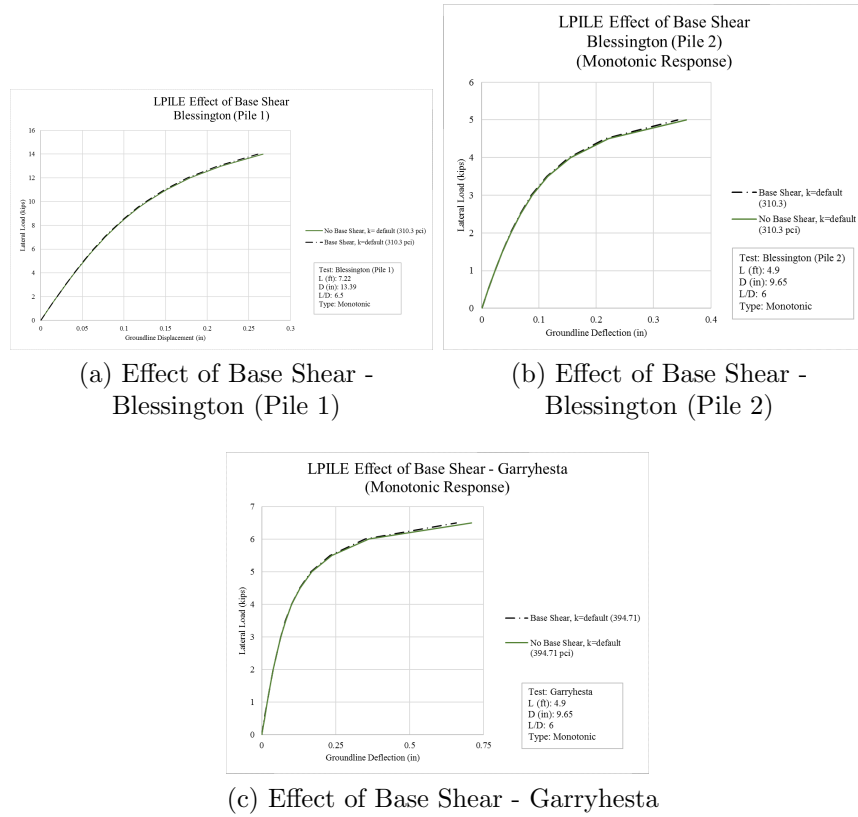 LPILE Effect of Base Shear
Blessington (Pile 1)
16
14
12
10
8
6
4
2
0
Lateral Load (kips)
0
0.05
0.1
0.15
0.2
0.25
0.3
Groundline Displacement (in)
No Base Shear, k= default (310.3 pci)
Base Shear, k=default (310.3 pci)
Test: Blessington (Pile 1)
L (ft): 7.22
D (in): 13.39
L/D: 6.5
Type: Monotonic
(a) Effect of Base Shear -
Blessington (Pile 1)
LPILE Effect of Base Shear
Blessington (Pile 2)
(Monotonic Response)
6
5
4
3
2
1
0
Lateral Load (kips)
0
0.1
0.2
0.3
0.4
Groundline Deflection (in)
Base Shear, k=default
(310.3)
No Base Shear, k=default
(310.3 pci)
Test: Blessington (Pile 2)
L (ft): 4.9
D (in): 9.65
L/D: 6
Type: Monotonic
(b) Effect of Base Shear -
Blessington (Pile 2)
LPILE Effect of Base Shear - Garryhesta
(Monotonic Response)
7
6
5
4
3
2
1
0
Lateral Load (kips)
0
0.25
0.5
0.75
Groundline Deflection (in)
Base Shear, k=default (394.71)
No Base Shear, k=default
(394.71 pci)
Test: Garryhesta
L (ft): 4.9
D (in): 9.65
L/D: 6
Type: Monotonic
(c) Effect of Base Shear - Garryhesta